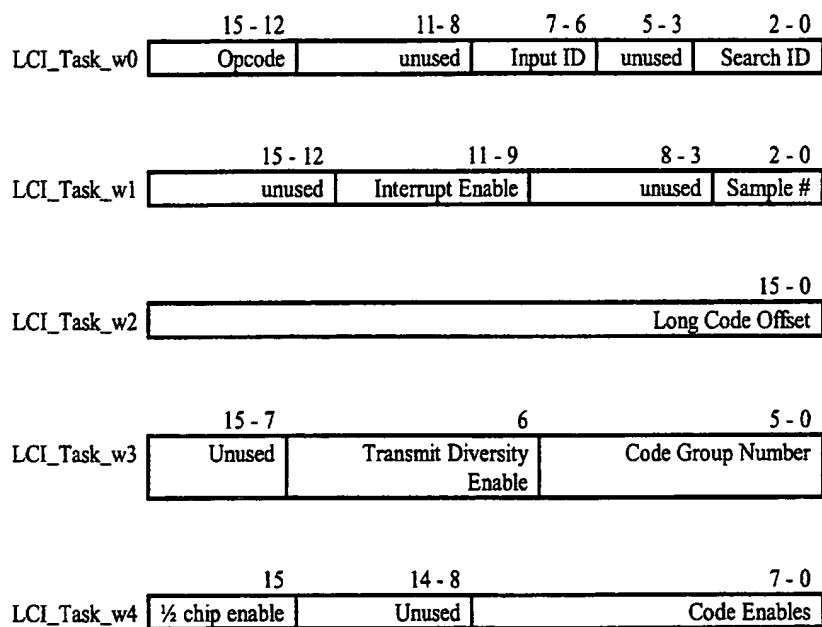 15 - 12 11- 8 7 - 6 5 - 3 2 - 0
LCI_Task_w0 Opcode unused Input ID unused Search ID
15 - 12 11 - 9 8 - 3 2 - 0
LCI_Task_w1 unused Interrupt Enable unused Sample #
15 - 0
LCI_Task_w2 Long Code Offset
15 - 7 6 5 - 0
LCI_Task_w3 Unused Transmit Diversity Code Group Number
Enable
15 14 - 8 7 - 0
LCI_Task_w4 ½ chip enable Unused Code Enables